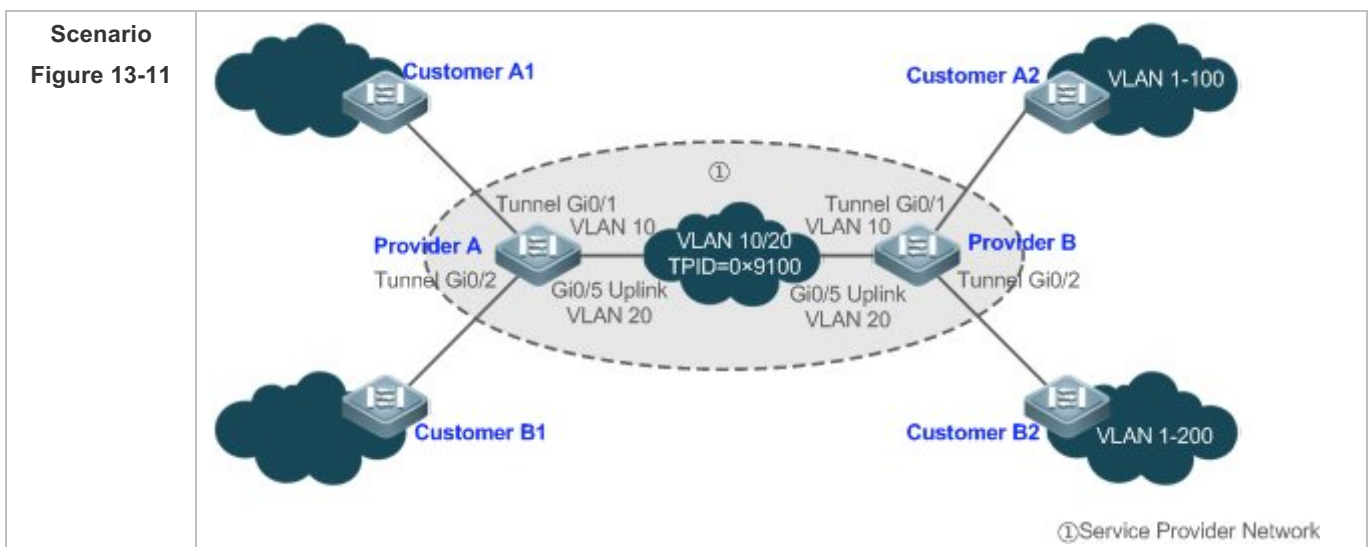 Scenario
Figure 13-11
Customer A1
Customer A2
VLAN 1-100
①
Tunnel Gi0/1
VLAN 10
Tunnel Gi0/1
VLAN 10
Provider A
VLAN 10/20
TPID=0×9100
Provider B
Tunnel Gi0/2
Gi0/5 Uplink
VLAN 20
Gi0/5 Uplink
VLAN 20
Tunnel Gi0/2
Customer B1
Customer B2
VLAN 1-200
①Service Provider Network